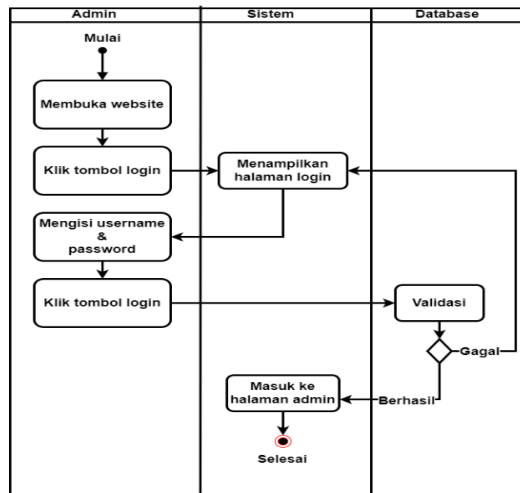 Admin
Sistem
Database
Mulai
Membuka website
Klik tombol login
Menampilkan
halaman login
Mengisi username
&
password
Klik tombol login
Validasi
Gagal
Berhasil
Masuk ke
halaman admin
Selesai